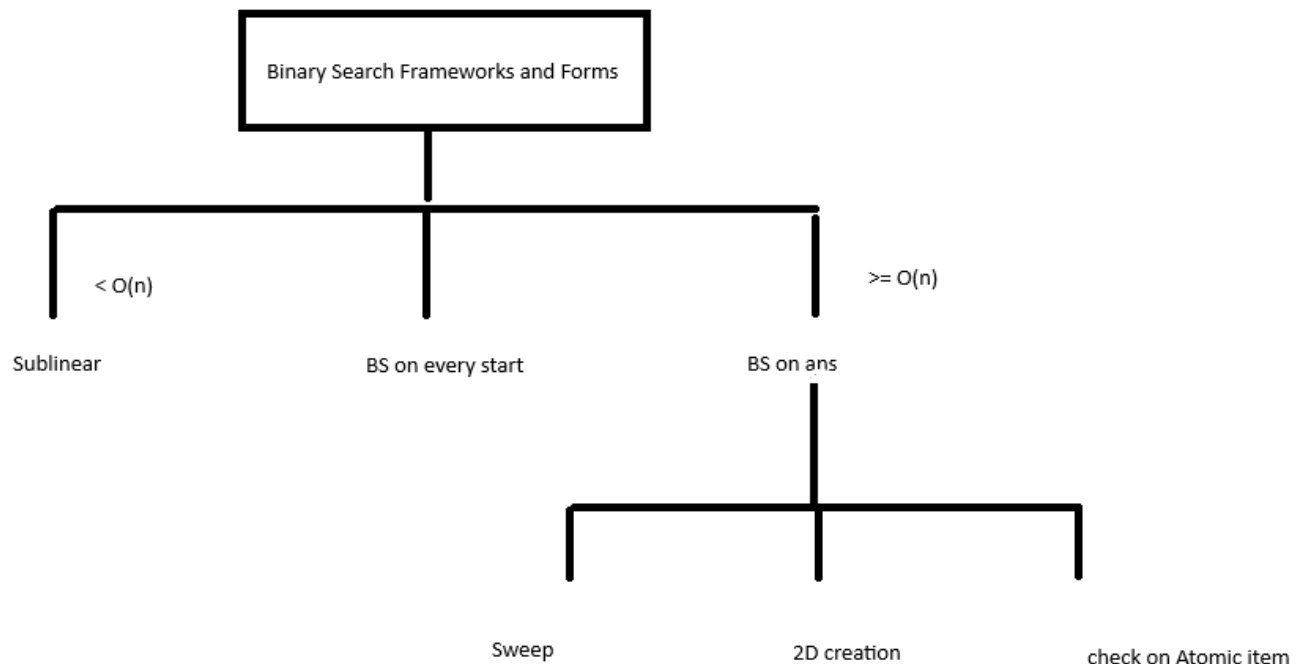 Binary Search Frameworks and Forms
< O(n)
>= O(n)
Sublinear
BS on every start
BS on ans
Sweep
2D creation
check on Atomic item